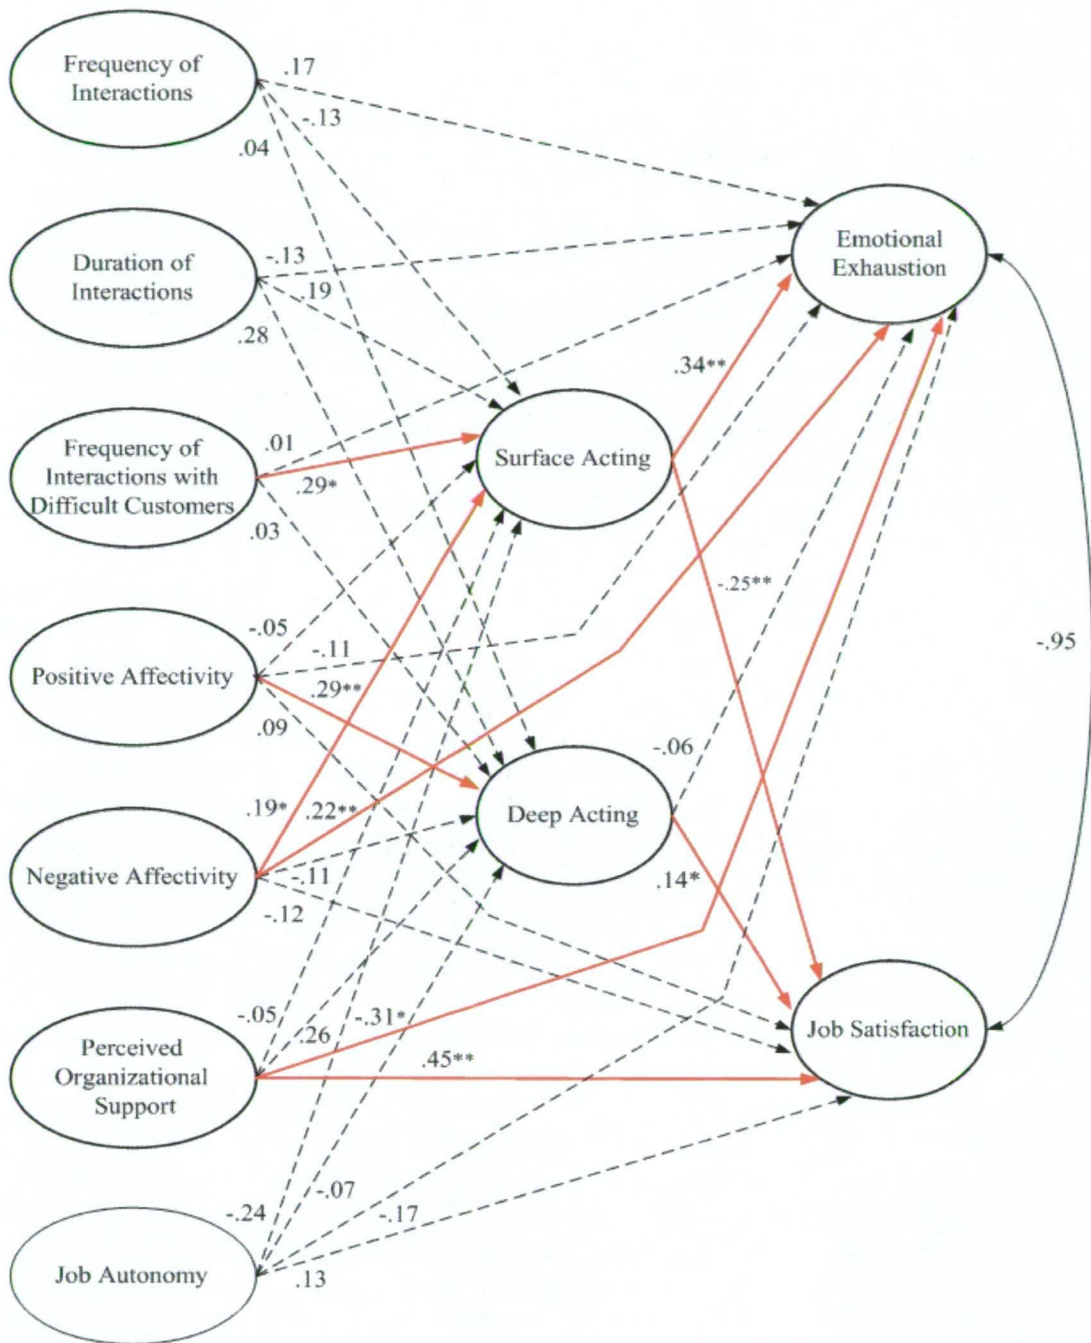 Frequency of
Interactions
.17
-.13
.04
Duration of
Interactions
-.13
.19
.28
Emotional
Exhaustion
Frequency of
Interactions with
Difficult Customers
.01
.29*
.03
Surface Acting
.34**
-.25**
-.95
Positive Affectivity
-.05
-.11
.29**
.09
Deep Acting
-.06
.14*
Negative Affectivity
.19*
.22**
-.11
-.12
Job Satisfaction
Perceived
Organizational
Support
-.05
.26
-.31*
.45**
Job Autonomy
-.24
-.07
-.17
.13